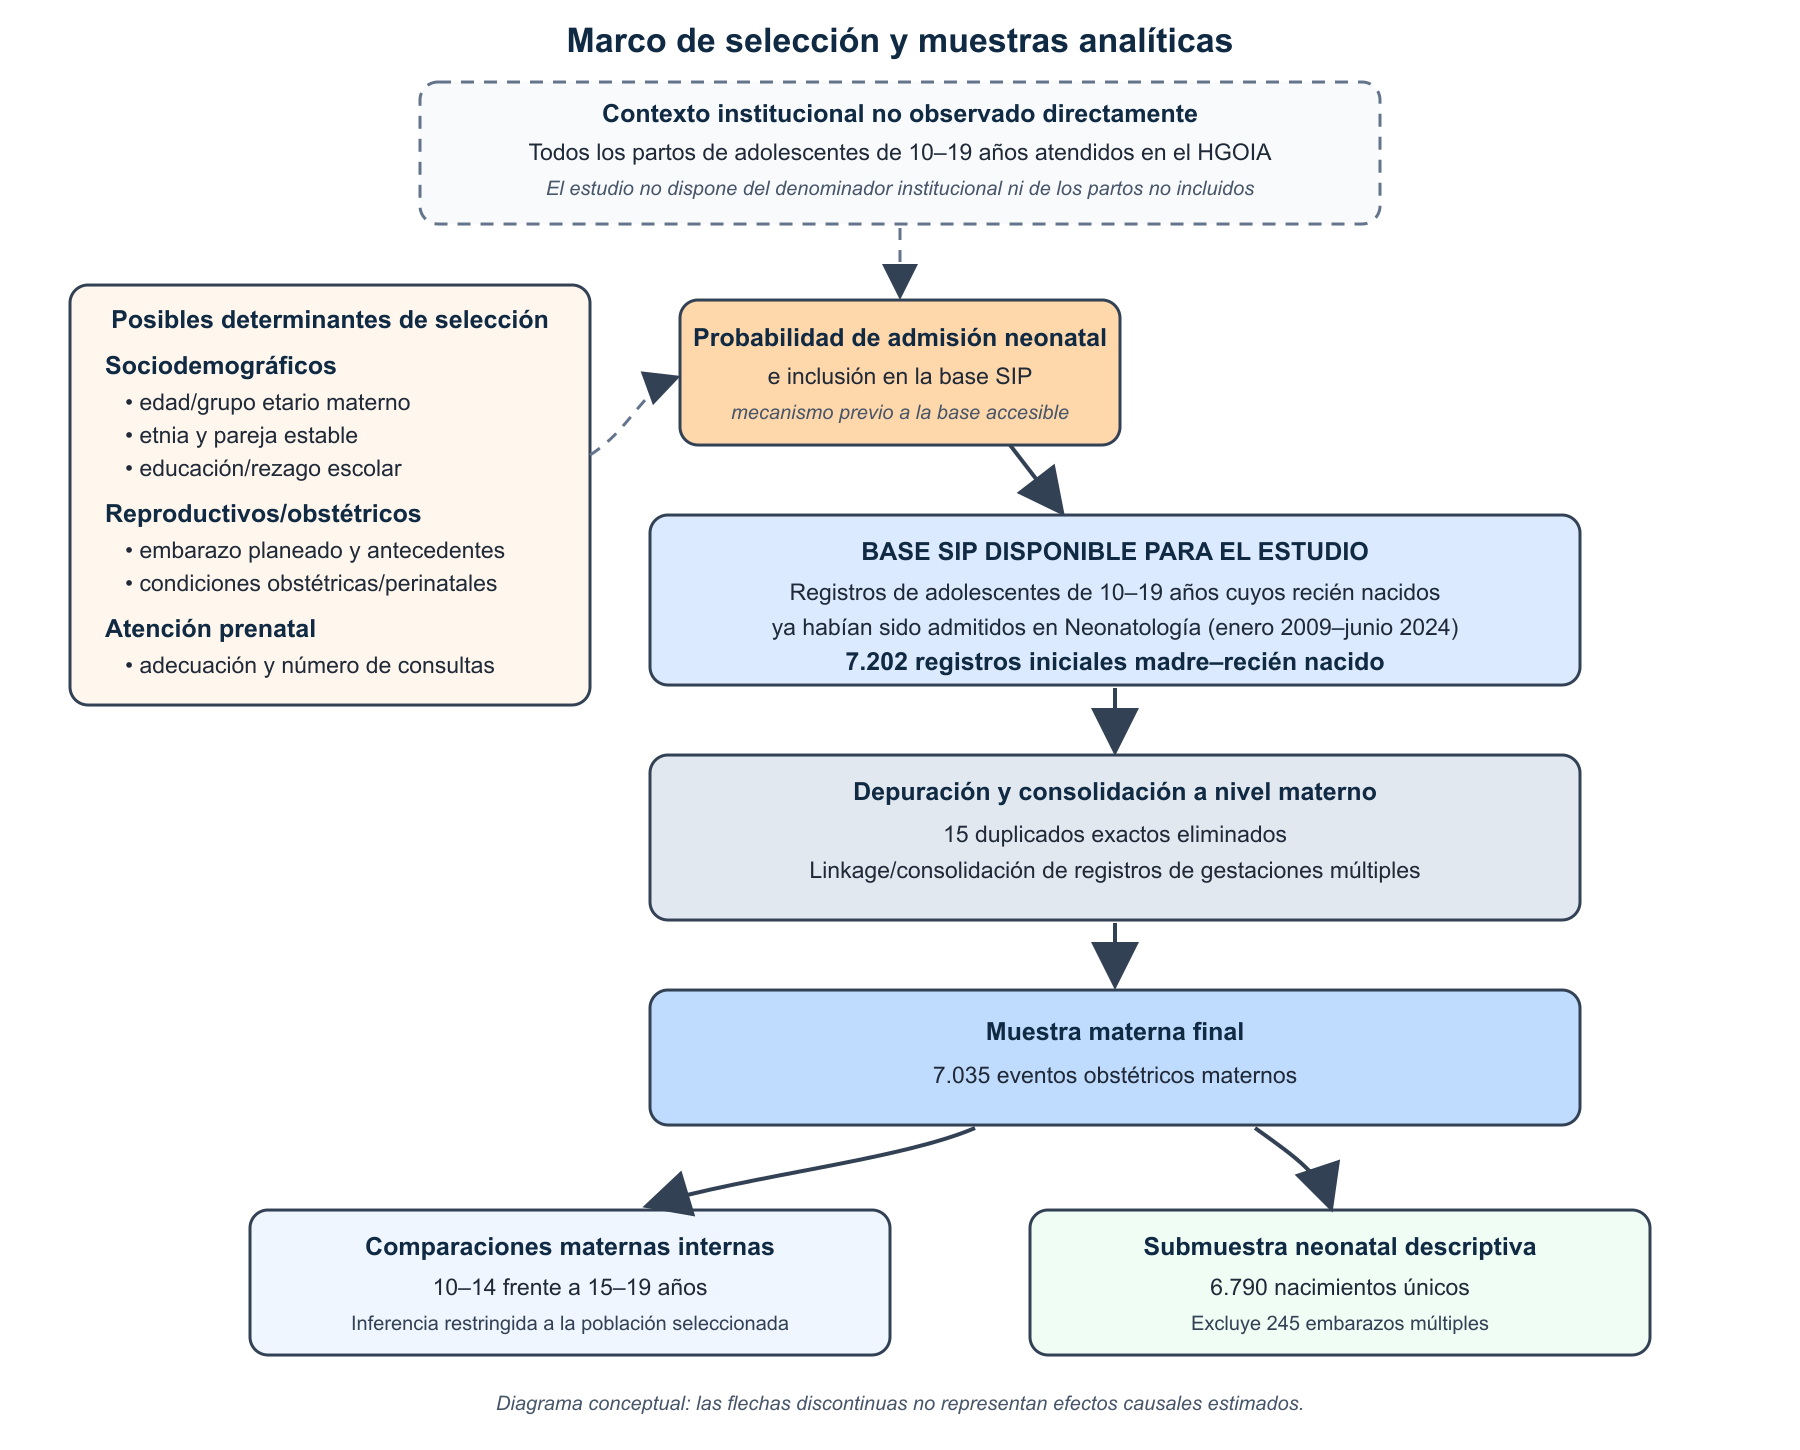 Marco de selección y muestras analíticas
Contexto institucional no observado directamente
Todos los partos de adolescentes de 10–19 años atendidos en el HGOIA
El estudio no dispone del denominador institucional ni de los partos no incluidos
Posibles determinantes de selección
Sociodemográficos
• edad/grupo etario materno
• etnia y pareja estable
• educación/rezago escolar
Reproductivos/obstétricos
• embarazo planeado y antecedentes
• condiciones obstétricas/perinatales
Atención prenatal
• adecuación y número de consultas
Probabilidad de admisión neonatal
e inclusión en la base SIP
mecanismo previo a la base accesible
BASE SIP DISPONIBLE PARA EL ESTUDIO
Registros de adolescentes de 10–19 años cuyos recién nacidos
ya habían sido admitidos en Neonatología (enero 2009–junio 2024)
7.202 registros iniciales madre–recién nacido
Depuración y consolidación a nivel materno
15 duplicados exactos eliminados
Linkage/consolidación de registros de gestaciones múltiples
Muestra materna final
7.035 eventos obstétricos maternos
Comparaciones maternas internas
10–14 frente a 15–19 años
Inferencia restringida a la población seleccionada
Submuestra neonatal descriptiva
6.790 nacimientos únicos
Excluye 245 embarazos múltiples
Diagrama conceptual: las flechas discontinuas no representan efectos causales estimados.